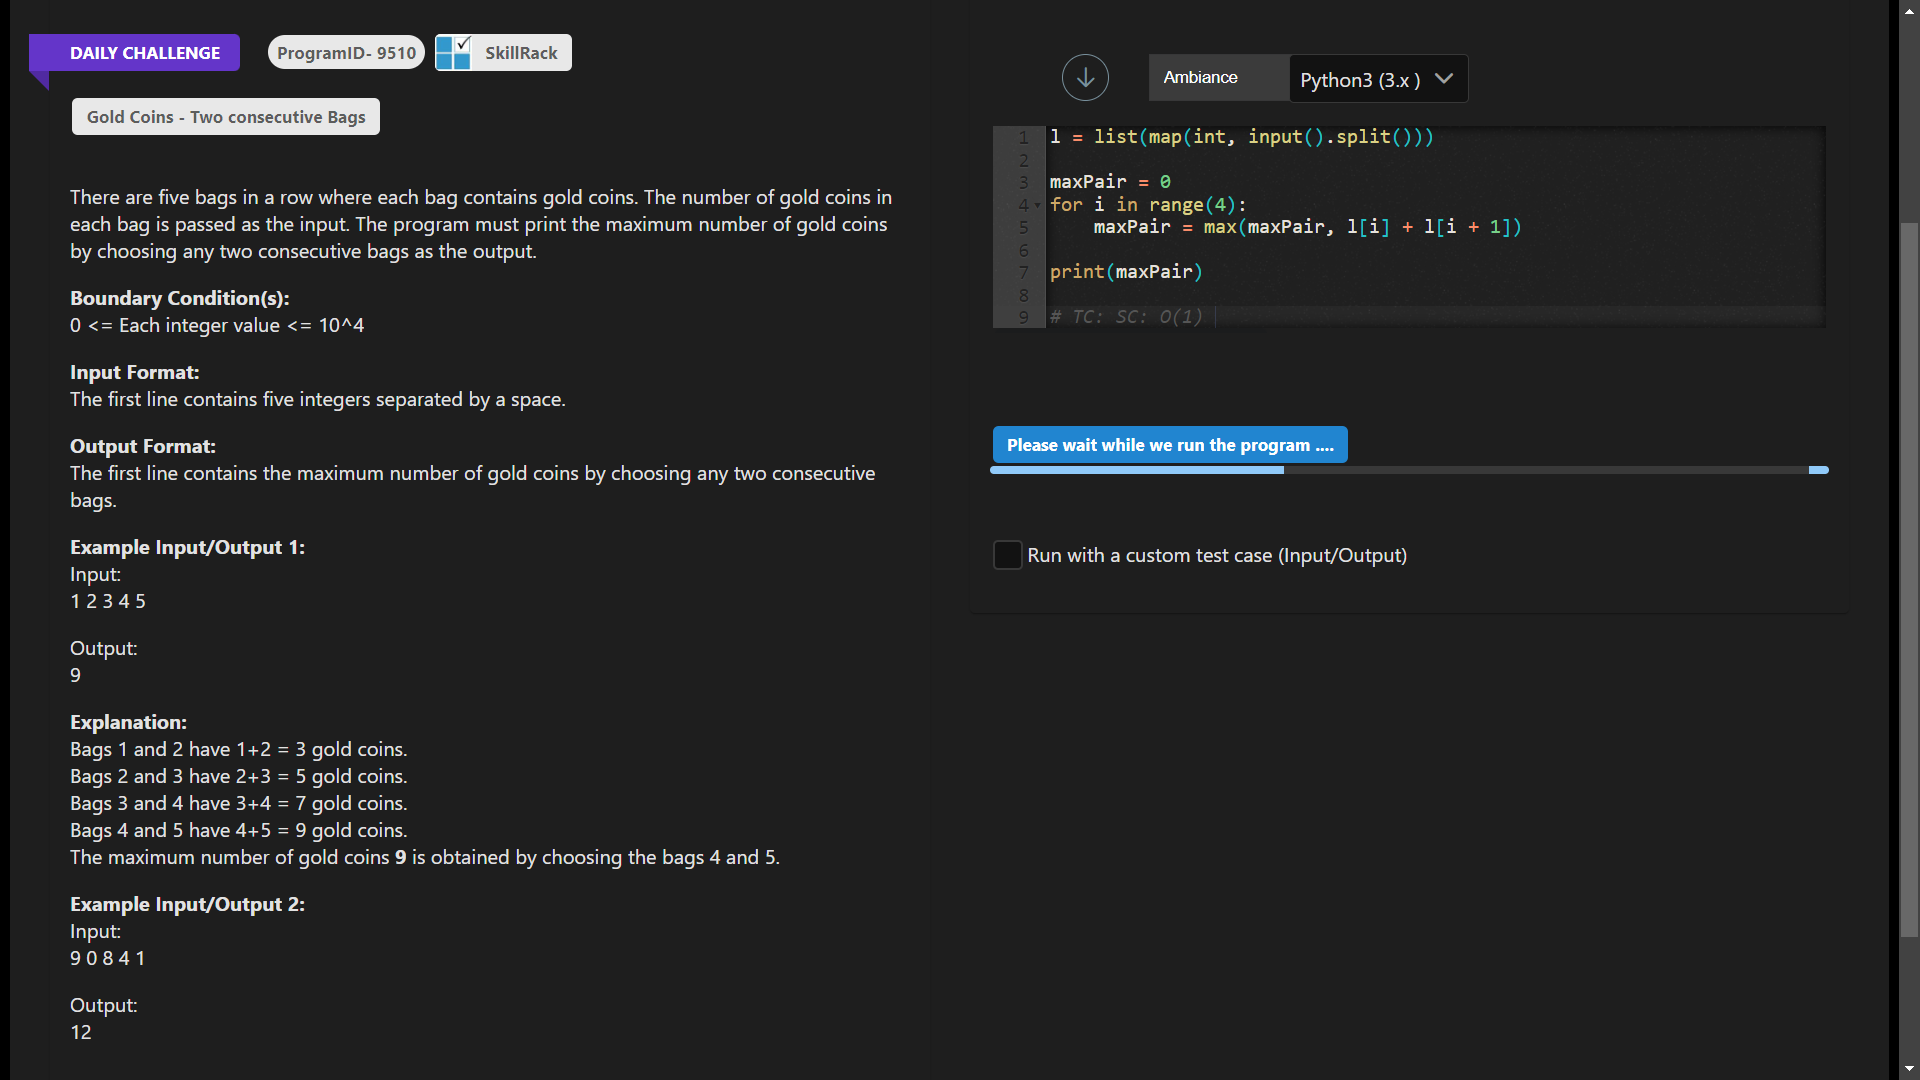 DAILY CHALLENGE
ProgramID- 9510
SkillRack
Gold Coins - Two consecutive Bags
There are five bags in a row where each bag contains gold coins. The number of gold coins in
each bag is passed as the input. The program must print the maximum number of gold coins
by choosing any two consecutive bags as the output.
Boundary Condition(s):
0 <= Each integer value <= 10^4
Input Format:
The first line contains five integers separated by a space.
Output Format:
The first line contains the maximum number of gold coins by choosing any two consecutive
bags.
Example Input/Output 1:
Input:
1 2 3 4 5
Output:
9
Explanation:
Bags 1 and 2 have 1+2 = 3 gold coins.
Bags 2 and 3 have 2+3 = 5 gold coins.
Bags 3 and 4 have 3+4 = 7 gold coins.
Bags 4 and 5 have 4+5 = 9 gold coins.
The maximum number of gold coins 9 is obtained by choosing the bags 4 and 5.
Example Input/Output 2:
Input:
9 0 8 4 1
Output:
12
Ambiance
Python3 (3.x )
1 l = list(map(int, input().split()))
2
3 maxPair = 0
4 for i in range(4):
5     maxPair = max(maxPair, l[i] + l[i + 1])
6
7 print(maxPair)
8
9 # TC: SC: O(1)
Please wait while we run the program ....
Run with a custom test case (Input/Output)